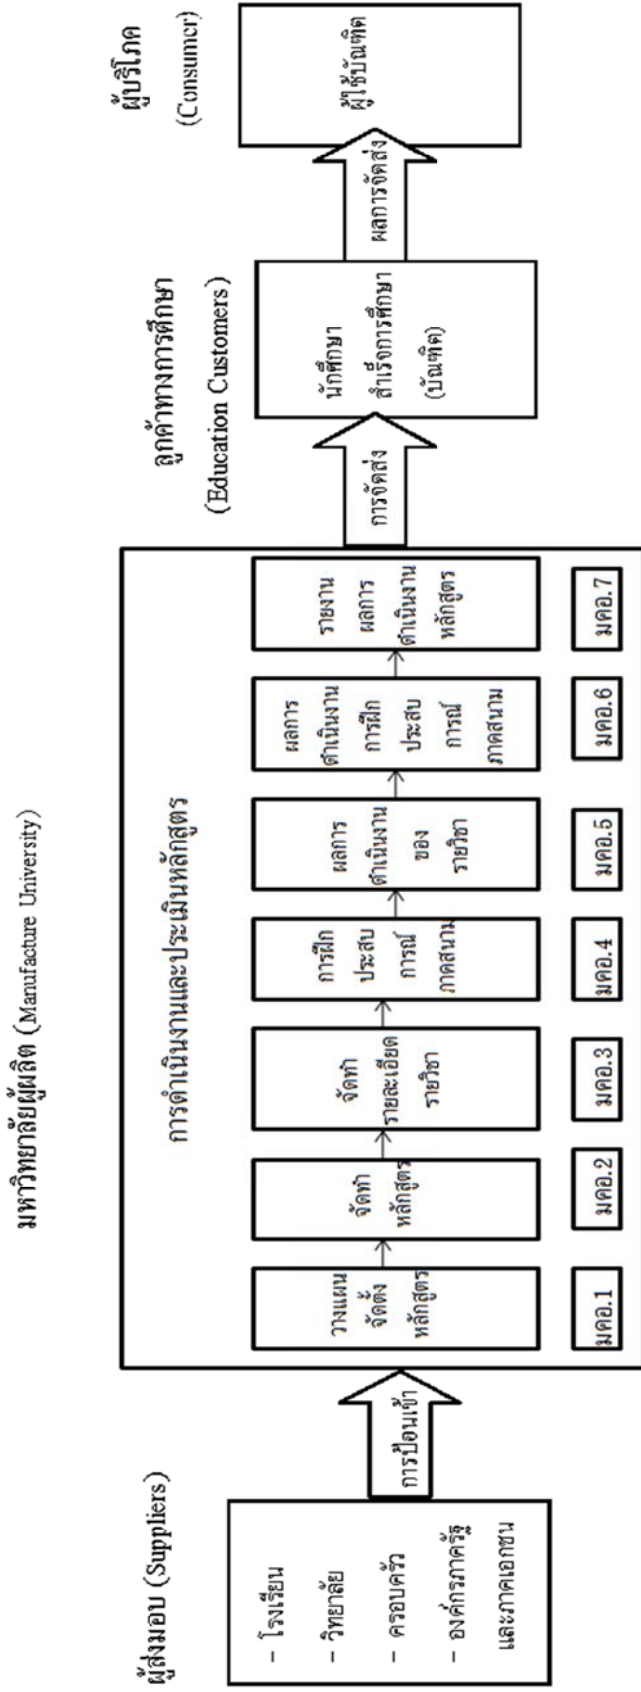 มหาวิทยาลัยผู้ผลิต (Manufacture University)
ผู้ส่งมอบ (Suppliers)
- โรงเรียน
- วิทยาลัย
- ครอบครัว
- องค์กรภาครัฐ
และภาคเอกชน
การป้อนเข้า
การดำเนินงานและประเมินหลักสูตร
วางแผน
จัดตั้ง
หลักสูตร
มคอ.1
จัดทำ
หลักสูตร
มคอ.2
จัดทำ
รายละเอียด
รายวิชา
มคอ.3
การฝึก
ประสบ
การณ์
ภาคสนาม
มคอ.4
ผลการ
ดำเนินงาน
ของ
รายวิชา
มคอ.5
ผลการ
ดำเนินงาน
การฝึก
ประสบ
การณ์
ภาคสนาม
มคอ.6
รายงาน
ผลการ
ดำเนินงาน
หลักสูตร
มคอ.7
การจัดส่ง
ลูกค้าทางการศึกษา
(Education Customers)
นักศึกษา
สำเร็จการศึกษา
(บัณฑิต)
ผลการจัดส่ง
ผู้บริโภค
(Consumer)
ผู้ใช้บัณฑิต